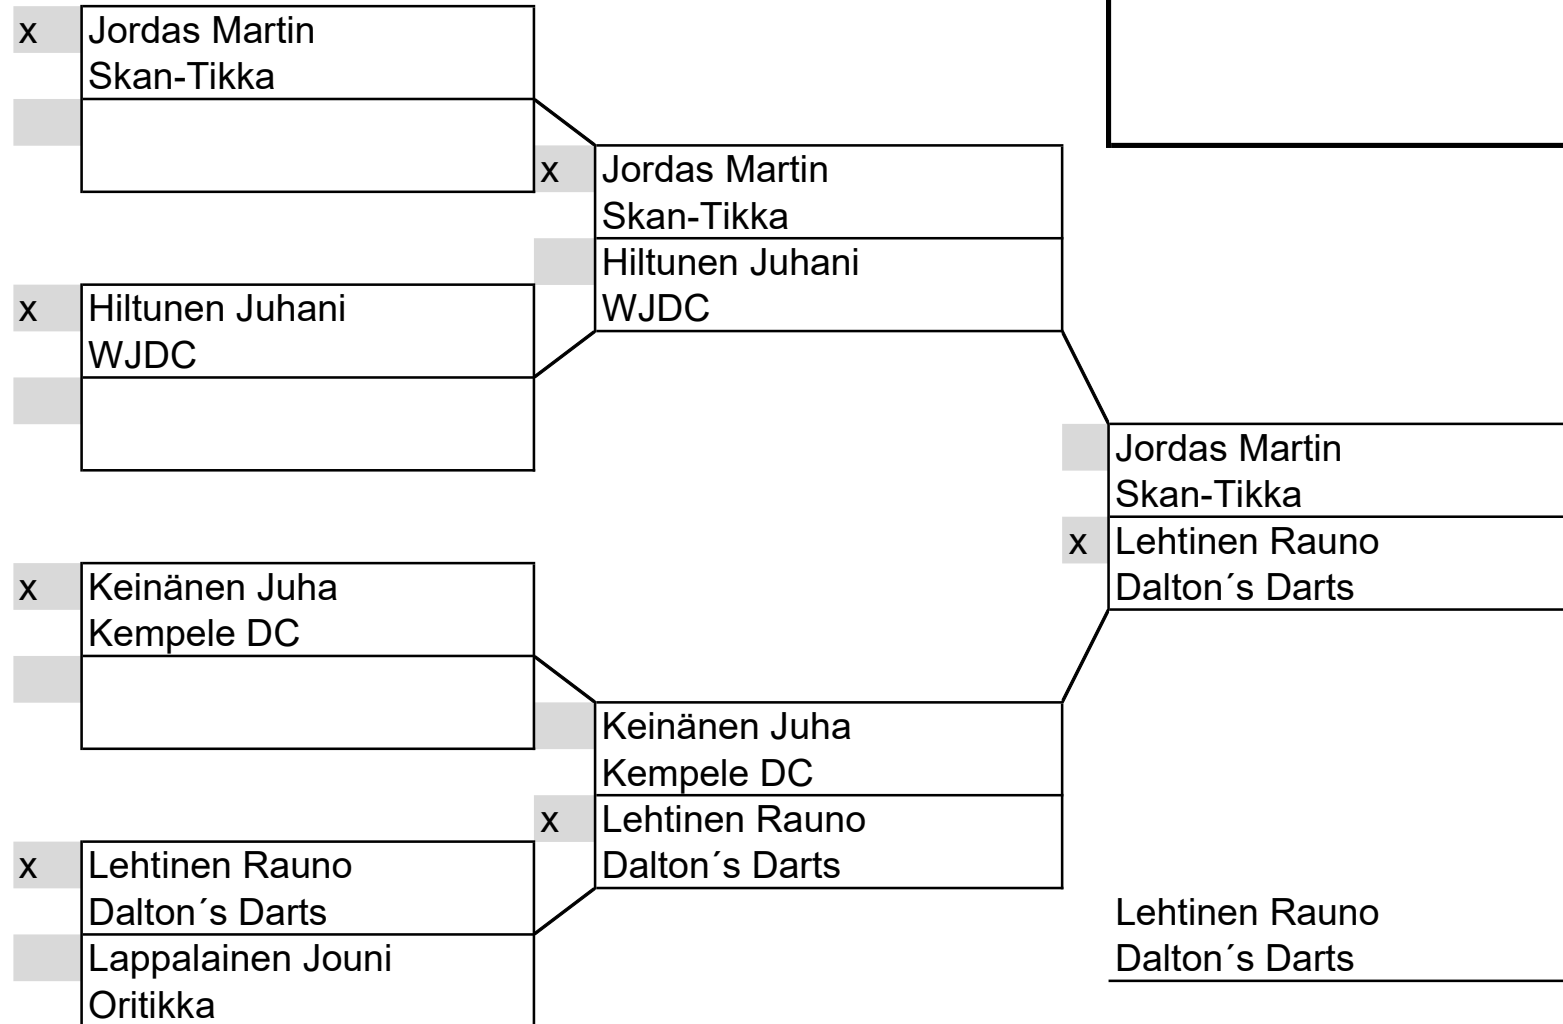 x Jordas Martin
Skan-Tikka
x Hiltunen Juhani
WJDC
x Keinänen Juha
Kempele DC
x Lehtinen Rauno
Dalton´s Darts
Lappalainen Jouni
Oritikka
x Jordas Martin
Skan-Tikka
Hiltunen Juhani
WJDC
Keinänen Juha
Kempele DC
x Lehtinen Rauno
Dalton´s Darts
Jordas Martin
Skan-Tikka
x Lehtinen Rauno
Dalton´s Darts
Lehtinen Rauno
Dalton´s Darts